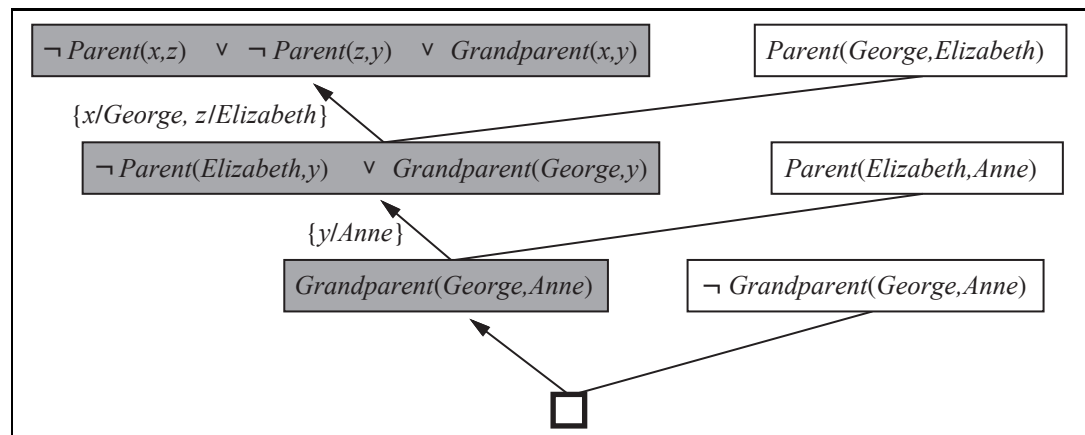 ¬ Parent(x,z) ∨ ¬ Parent(z,y) ∨ Grandparent(x,y)
Parent(George,Elizabeth)
{x/George, z/Elizabeth}
¬ Parent(Elizabeth,y) ∨ Grandparent(George,y)
Parent(Elizabeth,Anne)
{y/Anne}
Grandparent(George,Anne)
¬ Grandparent(George,Anne)